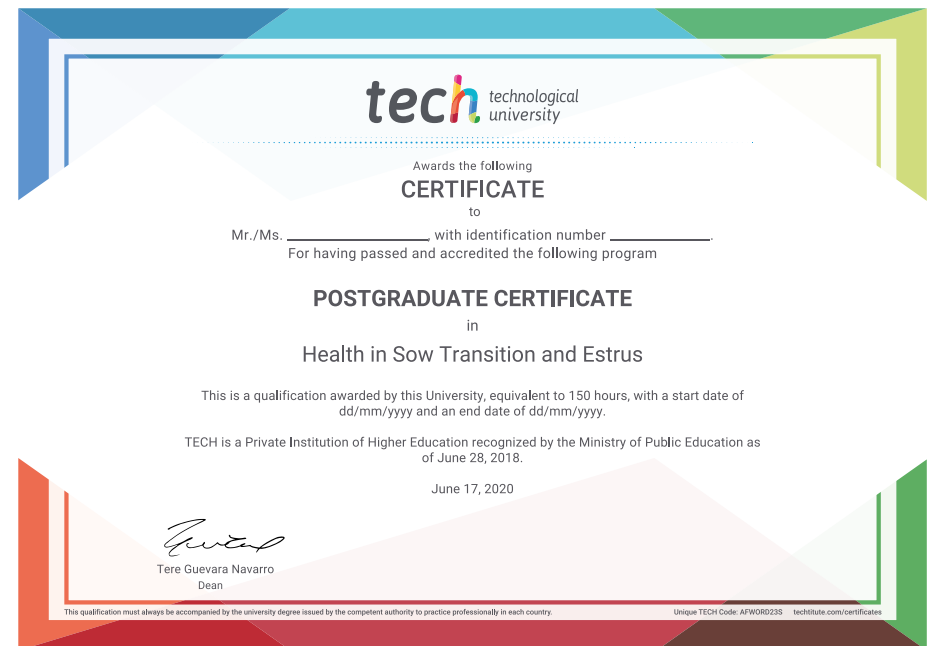 tech technological
university
Awards the following
CERTIFICATE
to
Mr./Ms. ____________________, with identification number ______________.
For having passed and accredited the following program
POSTGRADUATE CERTIFICATE
in
Health in Sow Transition and Estrus
This is a qualification awarded by this University, equivalent to 150 hours, with a start date of
dd/mm/yyyy and an end date of dd/mm/yyyy.
TECH is a Private Institution of Higher Education recognized by the Ministry of Public Education as
of June 28, 2018.
June 17, 2020
Tere Guevara Navarro
Dean
This qualification must always be accompanied by the university degree issued by the competent authority to practice professionally in each country. Unique TECH Code: AFWORD23S techtitute.com/certificates